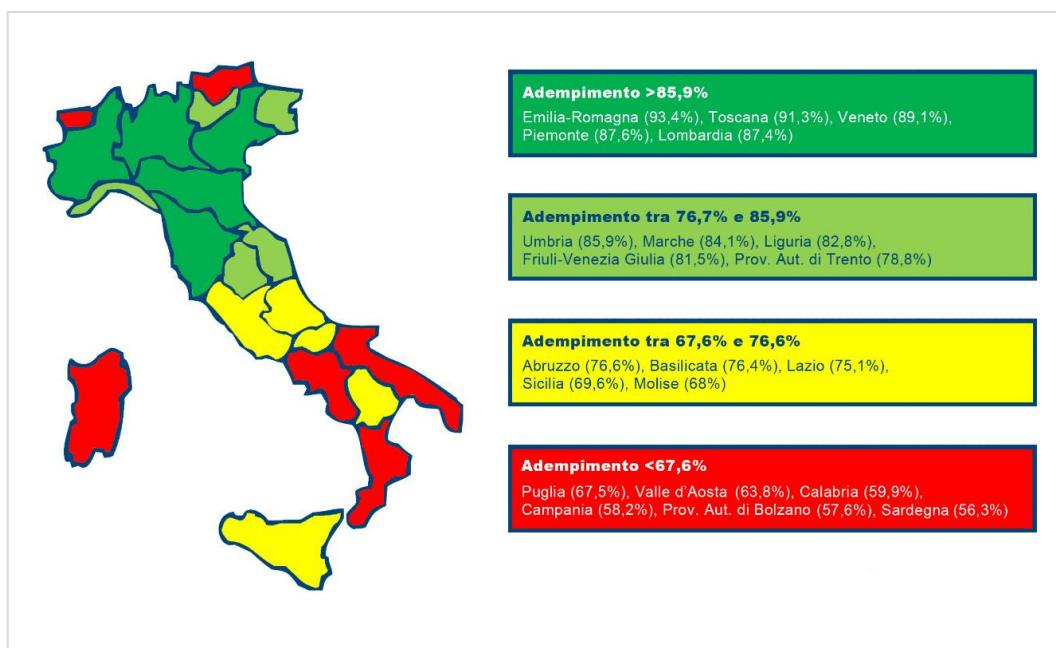 Adempimento >85,9%
Emilia-Romagna (93,4%), Toscana (91,3%), Veneto (89,1%),
Piemonte (87,6%), Lombardia (87,4%)
Adempimento tra 76,7% e 85,9%
Umbria (85,9%), Marche (84,1%), Liguria (82,8%),
Friuli-Venezia Giulia (81,5%), Prov. Aut. di Trento (78,8%)
Adempimento tra 67,6% e 76,6%
Abruzzo (76,6%), Basilicata (76,4%), Lazio (75,1%),
Sicilia (69,6%), Molise (68%)
Adempimento <67,6%
Puglia (67,5%), Valle d'Aosta (63,8%), Calabria (59,9%),
Campania (58,2%), Prov. Aut. di Bolzano (57,6%), Sardegna (56,3%)